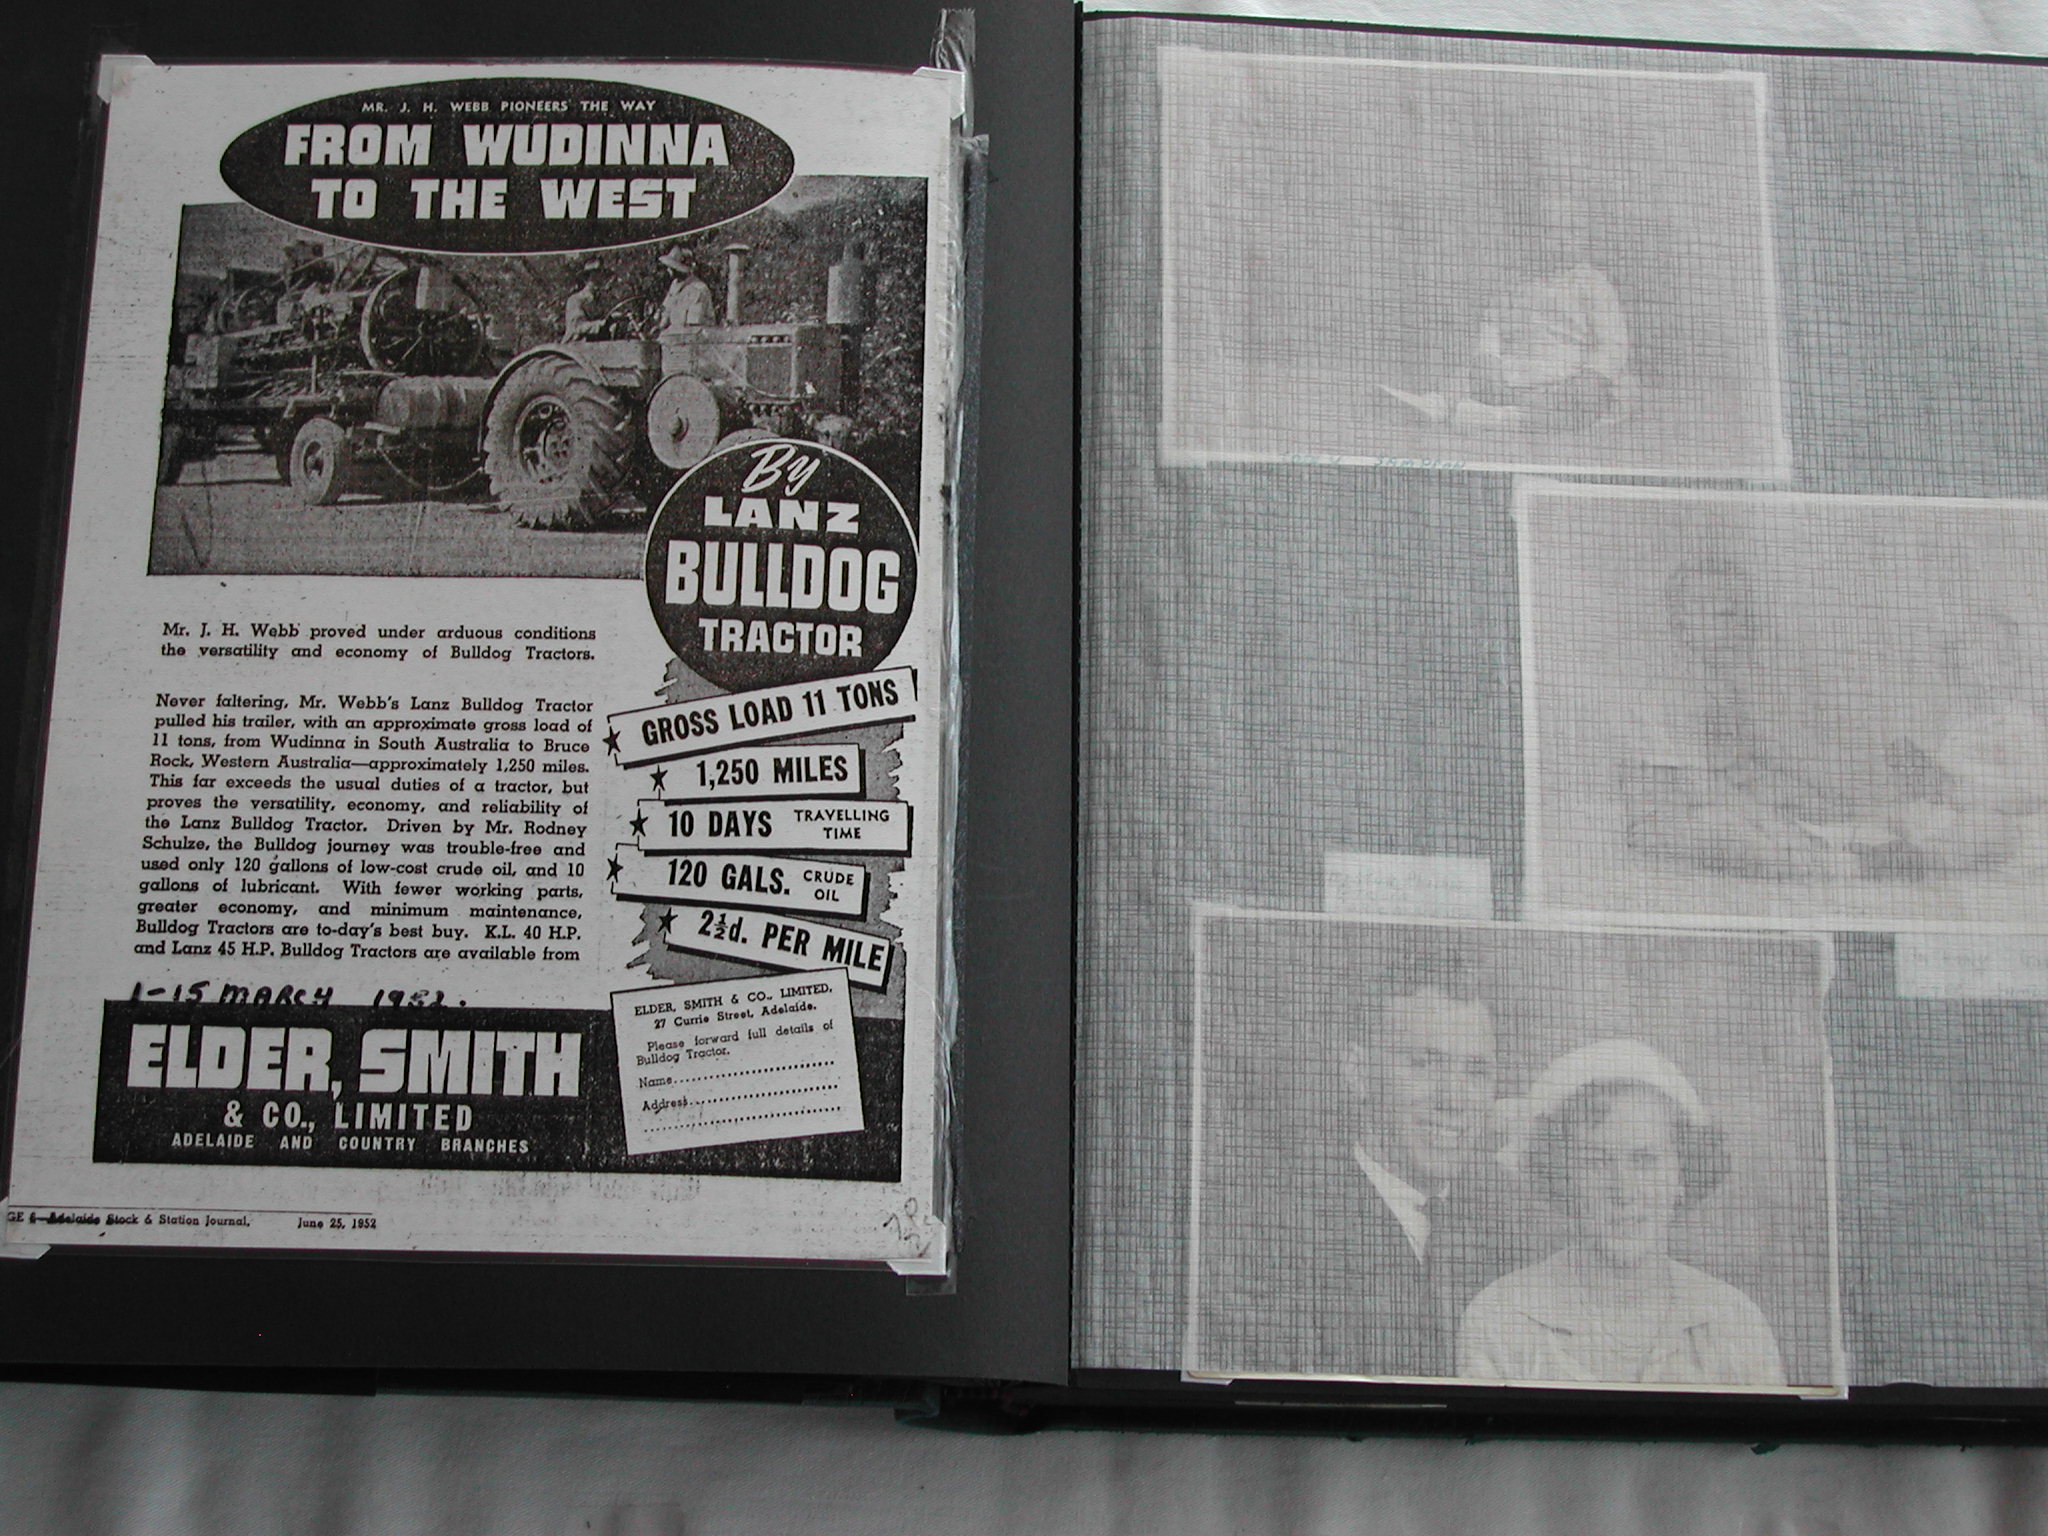 MR. J. H. WEBB PIONEERS THE WAY
FROM WUDINNA
TO THE WEST
By
LANZ
BULLDOG
TRACTOR
Mr. J. H. Webb proved under arduous conditions
the versatility and economy of Bulldog Tractors.
Never faltering, Mr. Webb's Lanz Bulldog Tractor
pulled his trailer, with an approximate gross load of
11 tons, from Wudinna in South Australia to Bruce
Rock, Western Australia—approximately 1,250 miles.
This far exceeds the usual duties of a tractor, but
proves the versatility, economy, and reliability of
the Lanz Bulldog Tractor. Driven by Mr. Rodney
Schulze, the Bulldog journey was trouble-free and
used only 120 gallons of low-cost crude oil, and 10
gallons of lubricant. With fewer working parts,
greater economy, and minimum maintenance,
Bulldog Tractors are to-day's best buy. K.L. 40 H.P.
and Lanz 45 H.P. Bulldog Tractors are available from
GROSS LOAD 11 TONS
1,250 MILES
10 DAYS TRAVELLING TIME
120 GALS. CRUDE OIL
2½d. PER MILE
1-15 MARCH 1952.
ELDER, SMITH
& CO., LIMITED
ADELAIDE AND COUNTRY BRANCHES
ELDER, SMITH & CO., LIMITED,
27 Currie Street, Adelaide.
Please forward full details of
Bulldog Tractor.
Name
Address
GE 6—Adelaide Stock & Station Journal, June 25, 1952